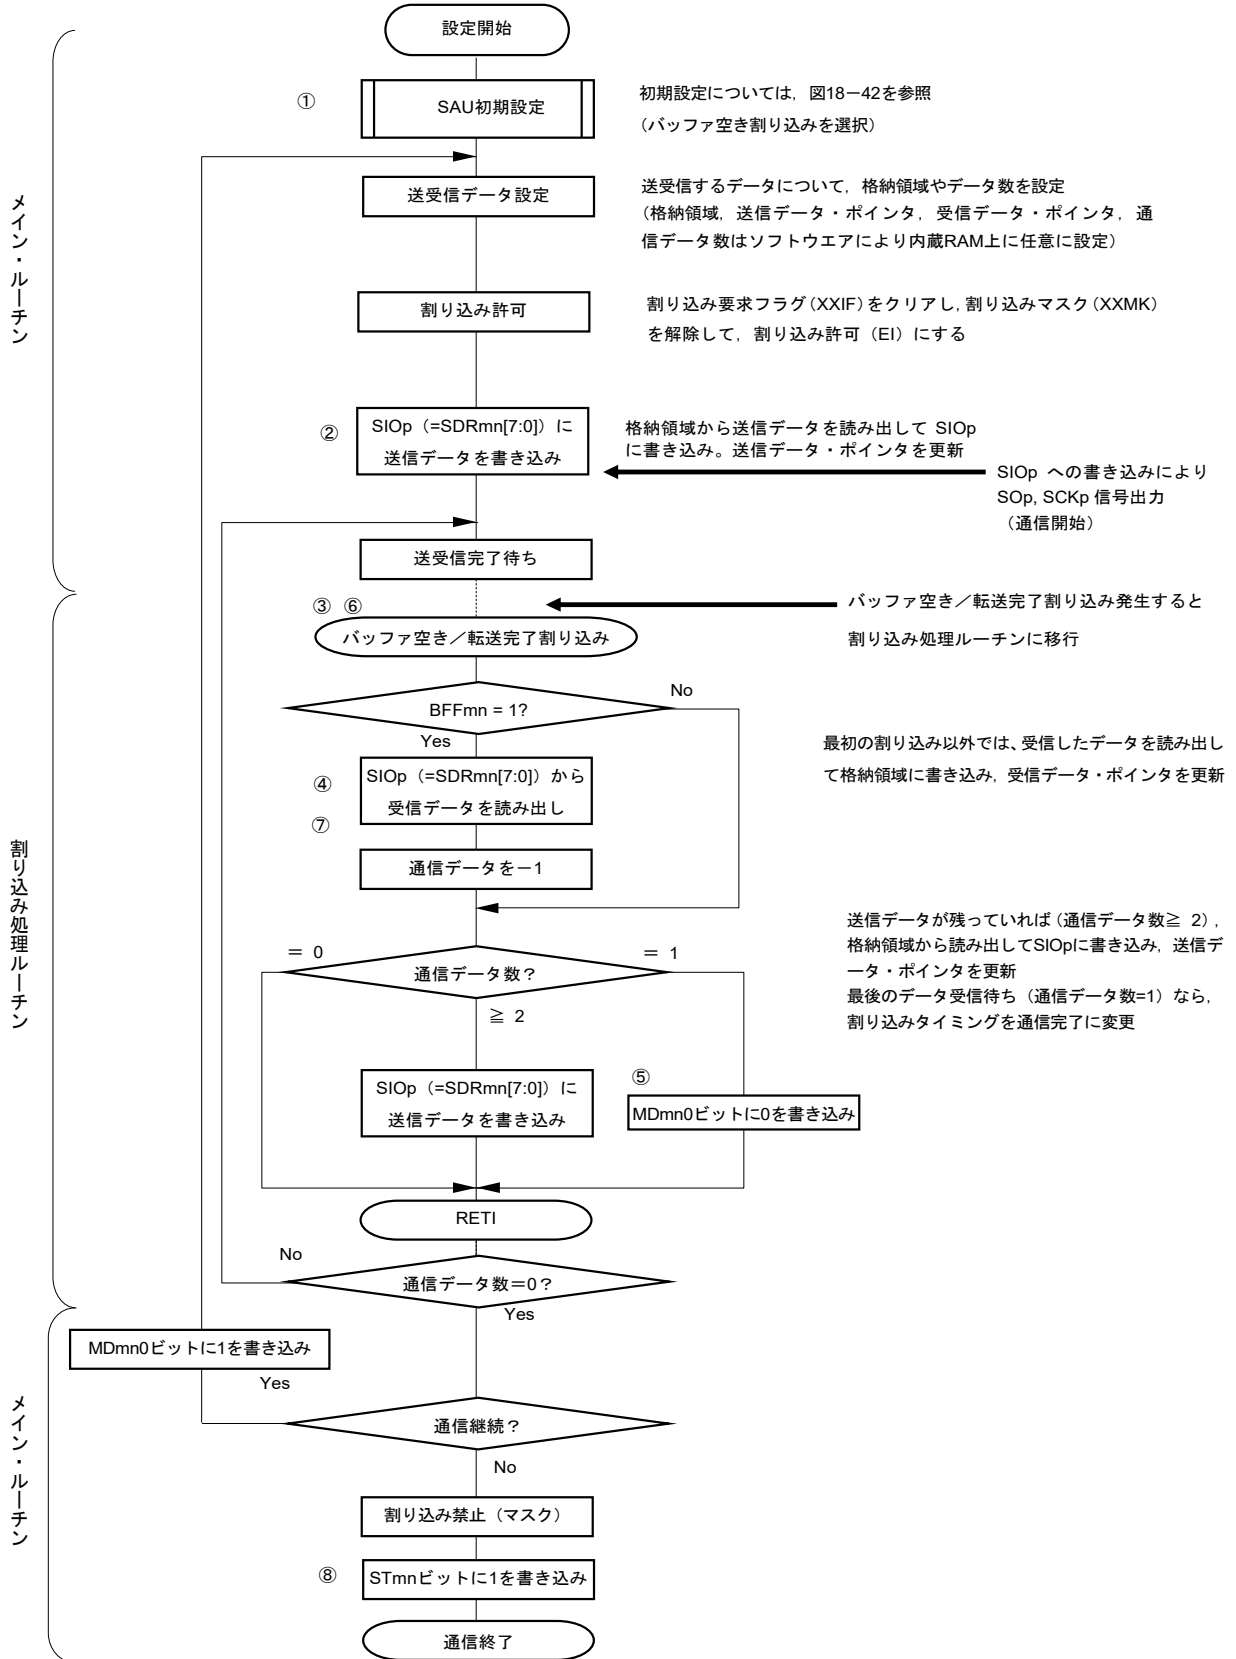 設定開始
①
SAU初期設定
初期設定については，図18－42を参照
（バッファ空き割り込みを選択）
メイン・ルーチン
送受信データ設定
送受信するデータについて，格納領域やデータ数を設定
（格納領域，送信データ・ポインタ，受信データ・ポインタ，通
信データ数はソフトウエアにより内蔵RAM上に任意に設定）
割り込み許可
割り込み要求フラグ（XXIF）をクリアし，割り込みマスク（XXMK）
を解除して，割り込み許可（EI）にする
②
SIOp（=SDRmn[7:0]）に
送信データを書き込み
格納領域から送信データを読み出して SIOp
に書き込み。送信データ・ポインタを更新
SIOp への書き込みにより
SOp, SCKp 信号出力
（通信開始）
送受信完了待ち
③ ⑥
バッファ空き／転送完了割り込み
バッファ空き／転送完了割り込み発生すると
割り込み処理ルーチンに移行
割り込み処理ルーチン
BFFmn = 1?
No
Yes
④
SIOp（=SDRmn[7:0]）から
受信データを読み出し
⑦
最初の割り込み以外では、受信したデータを読み出し
て格納領域に書き込み，受信データ・ポインタを更新
通信データを－1
＝ 0
通信データ数？
＝ 1
≧ 2
送信データが残っていれば（通信データ数≧ 2），
格納領域から読み出してSIOpに書き込み，送信デ
ータ・ポインタを更新
最後のデータ受信待ち（通信データ数=1）なら，
割り込みタイミングを通信完了に変更
SIOp（=SDRmn[7:0]）に
送信データを書き込み
⑤
MDmn0ビットに0を書き込み
RETI
No
通信データ数＝0？
Yes
MDmn0ビットに1を書き込み
Yes
メイン・ルーチン
通信継続？
No
割り込み禁止（マスク）
⑧
STmnビットに1を書き込み
通信終了